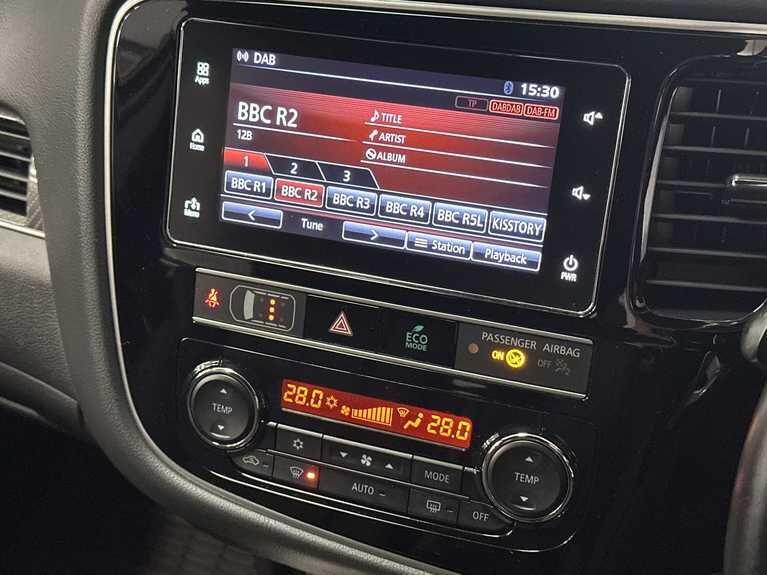 DAB
15:30
Apps
TP DABDAB DAB-FM
BBC R2
TITLE
12B
ARTIST
ALBUM
Home
1 2 3
BBC R1 BBC R2 BBC R3 BBC R4 BBC R5L KISSTORY
Menu
< Tune > Station Playback
PWR
ECO
MODE
PASSENGER AIRBAG
ON OFF
28.0 28.0
TEMP
TEMP
MODE
AUTO
OFF